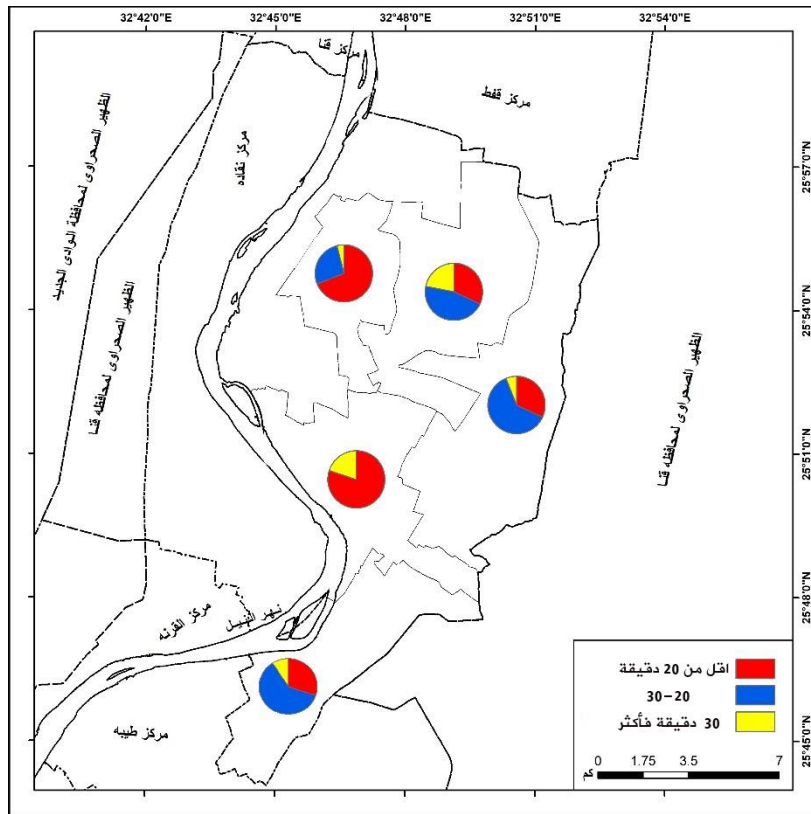 32°42'0"E
32°45'0"E
32°48'0"E
32°51'0"E
32°54'0"E
مركز قنا
مركز قفط
الظهير الصحراوى لمحافظة الوادى الجديد
مركز نقاده
25°57'0"N
الظهير الصحراوى لمحافظه قنا
25°54'0"N
الظهير الصحراوى لمحافظه قنا
25°51'0"N
25°48'0"N
مركز القرنه
نهر النيل
مركز طيبه
25°45'0"N
اقل من 20 دقيقة
20-30
30 دقيقة فأكثر
0 1.75 3.5 7
كم